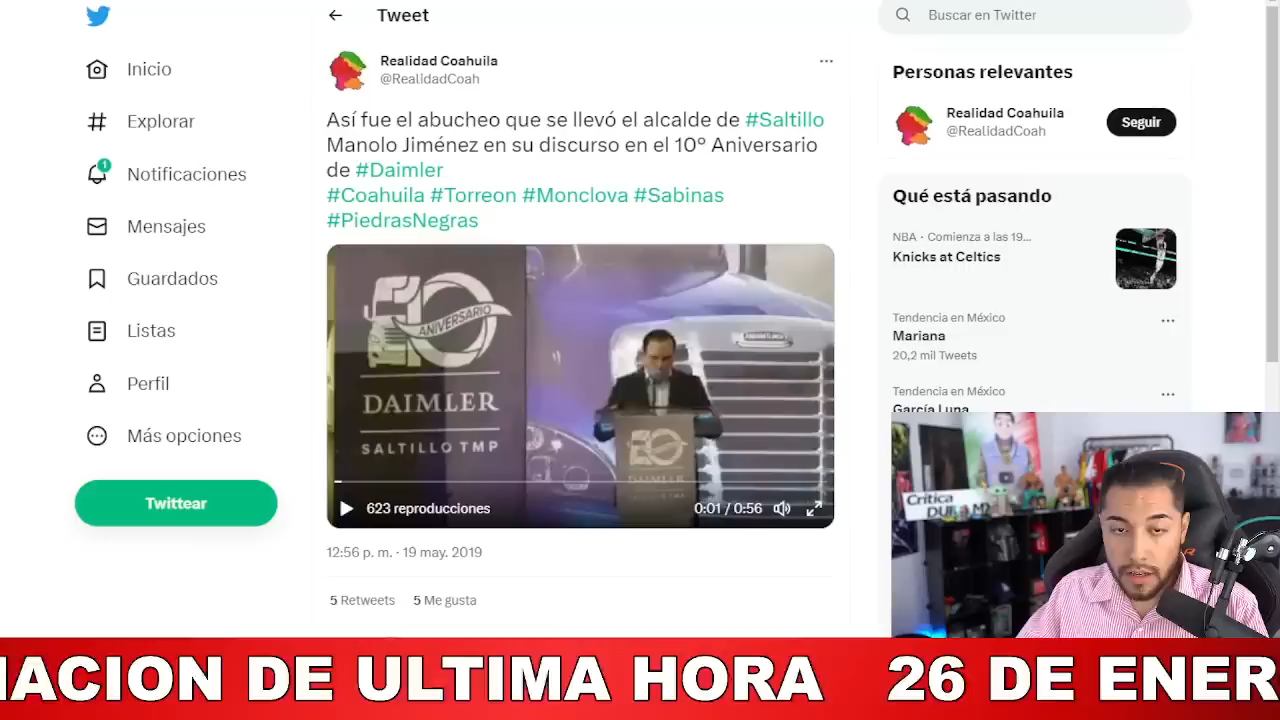 Tweet
Buscar en Twitter
Inicio
Explorar
1
Notificaciones
Mensajes
Guardados
Listas
Perfil
Más opciones
Twittear
Realidad Coahuila
@RealidadCoah
Así fue el abucheo que se llevó el alcalde de #Saltillo
Manolo Jiménez en su discurso en el 10° Aniversario
de #Daimler
#Coahuila #Torreon #Monclova #Sabinas
#PiedrasNegras
ANIVERSARIO
DAIMLER
SALTILLO TMP
623 reproducciones
0:01 / 0:56
12:56 p. m. · 19 may. 2019
5 Retweets 5 Me gusta
Personas relevantes
Realidad Coahuila
@RealidadCoah
Seguir
Qué está pasando
NBA · Comienza a las 19...
Knicks at Celtics
Tendencia en México
Mariana
20,2 mil Tweets
Tendencia en México
García Luna
Crítica
DURA MX
MACION DE ULTIMA HORA 26 DE ENER